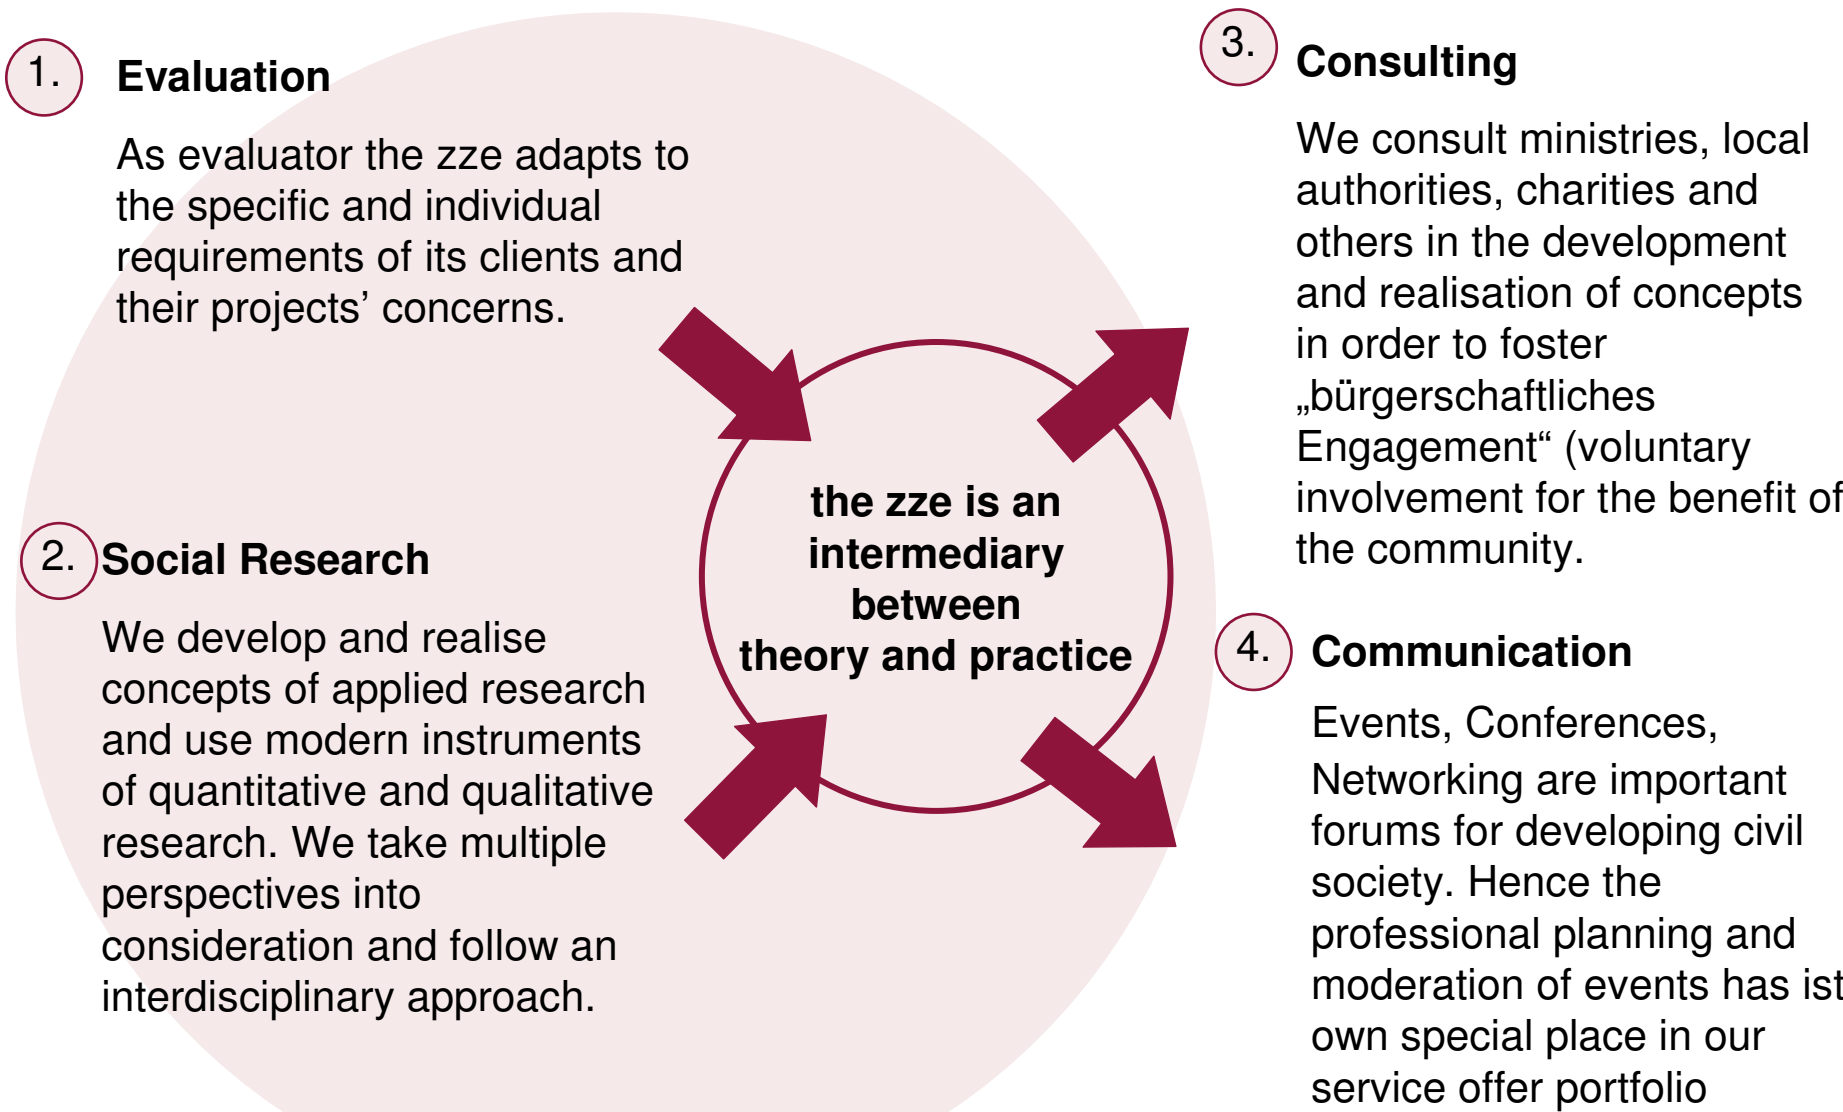 1.
Evaluation
As evaluator the zze adapts to
the specific and individual
requirements of its clients and
their projects’ concerns.
2.
Social Research
We develop and realise
concepts of applied research
and use modern instruments
of quantitative and qualitative
research. We take multiple
perspectives into
consideration and follow an
interdisciplinary approach.
the zze is an
intermediary
between
theory and practice
3.
Consulting
We consult ministries, local
authorities, charities and
others in the development
and realisation of concepts
in order to foster
„bürgerschaftliches
Engagement“ (voluntary
involvement for the benefit of
the community.
4.
Communication
Events, Conferences,
Networking are important
forums for developing civil
society. Hence the
professional planning and
moderation of events has ist
own special place in our
service offer portfolio